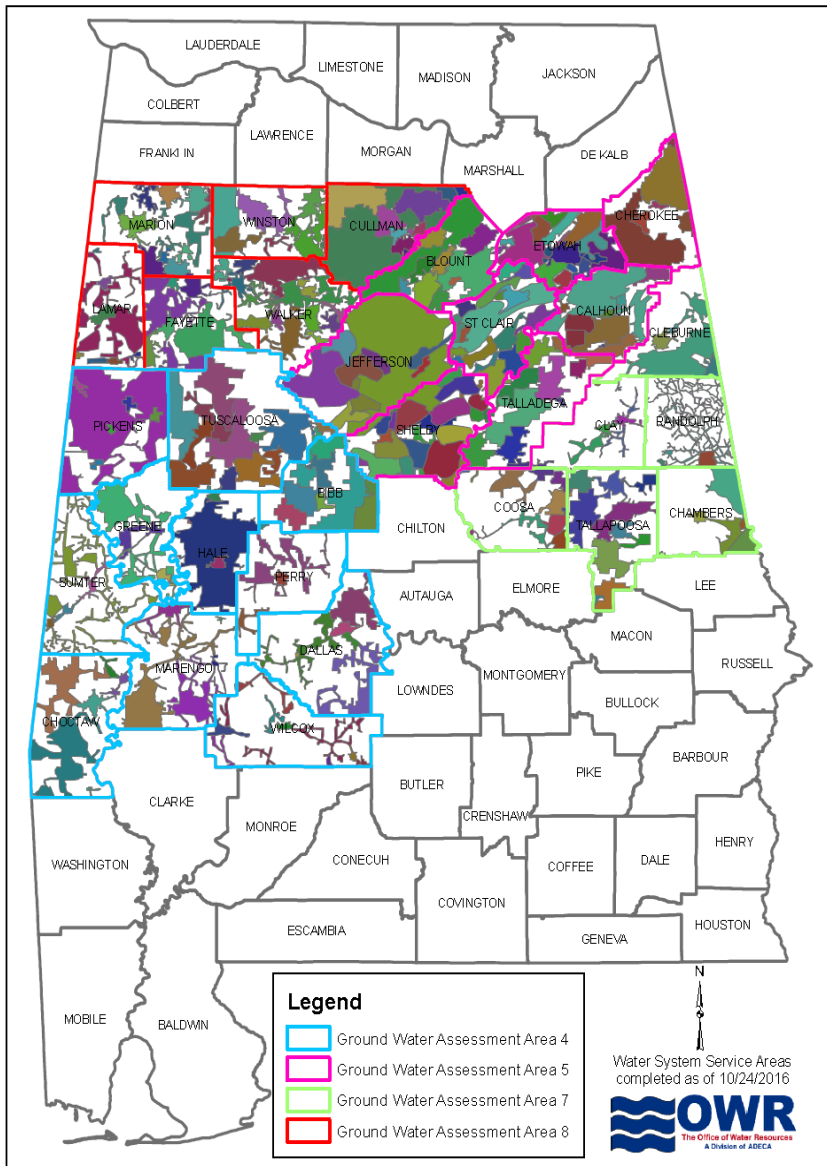 LAUDERDALE
LIMESTONE
MADISON
JACKSON
COLBERT
LAWRENCE
FRANKLIN
MORGAN
MARSHALL
DE KALB
MARION
WINSTON
CULLMAN
CHEROKEE
ETOWAH
BLOUNT
LAMAR
FAYETTE
WALKER
ST CLAIR
CALHOUN
CLEBURNE
JEFFERSON
PICKENS
TUSCALOOSA
SHELBY
TALLADEGA
CLAY
RANDOLPH
BIBB
GREENE
COOSA
TALLAPOOSA
CHAMBERS
CHILTON
HALE
SUMTER
PERRY
AUTAUGA
ELMORE
LEE
MACON
DALLAS
MARENGO
RUSSELL
CHOCTAW
LOWNDES
MONTGOMERY
BULLOCK
WILCOX
BARBOUR
PIKE
BUTLER
CLARKE
CRENSHAW
MONROE
WASHINGTON
CONECUH
COFFEE
DALE
HENRY
COVINGTON
ESCAMBIA
GENEVA
HOUSTON
MOBILE
BALDWIN
Legend
Ground Water Assessment Area 4
Ground Water Assessment Area 5
Ground Water Assessment Area 7
Ground Water Assessment Area 8
N
Water System Service Areas
completed as of 10/24/2016
OWR
The Office of Water Resources
A Division of ADECA